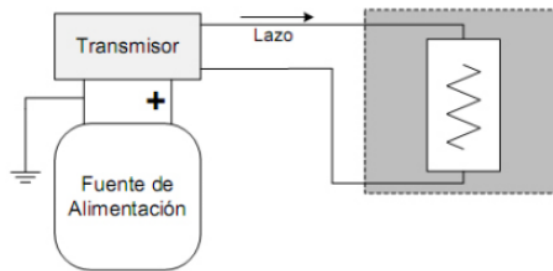 Transmisor
Lazo
+
Fuente de
Alimentación